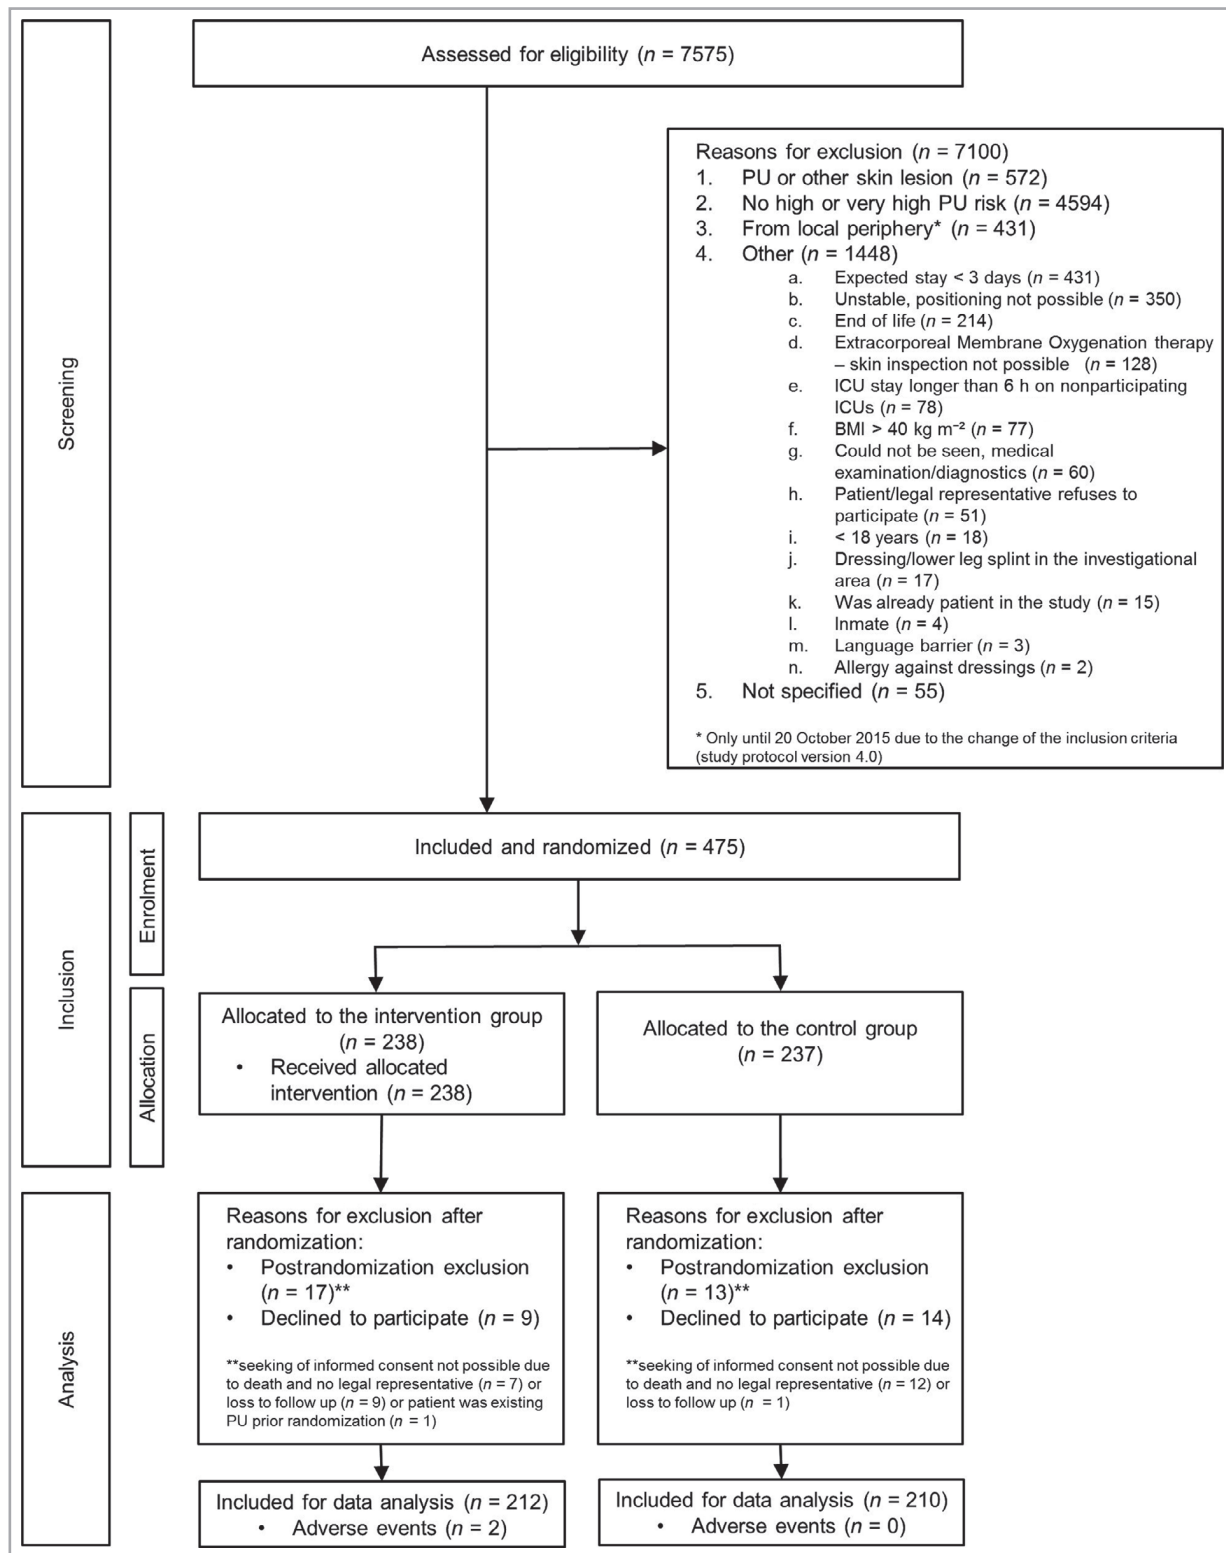 Screening
Assessed for eligibility (n = 7575)
Reasons for exclusion (n = 7100)
1. PU or other skin lesion (n = 572)
2. No high or very high PU risk (n = 4594)
3. From local periphery* (n = 431)
4. Other (n = 1448)
a. Expected stay < 3 days (n = 431)
b. Unstable, positioning not possible (n = 350)
c. End of life (n = 214)
d. Extracorporeal Membrane Oxygenation therapy
– skin inspection not possible (n = 128)
e. ICU stay longer than 6 h on nonparticipating
ICUs (n = 78)
f. BMI > 40 kg m⁻² (n = 77)
g. Could not be seen, medical
examination/diagnostics (n = 60)
h. Patient/legal representative refuses to
participate (n = 51)
i. < 18 years (n = 18)
j. Dressing/lower leg splint in the investigational
area (n = 17)
k. Was already patient in the study (n = 15)
l. Inmate (n = 4)
m. Language barrier (n = 3)
n. Allergy against dressings (n = 2)
5. Not specified (n = 55)
* Only until 20 October 2015 due to the change of the inclusion criteria
(study protocol version 4.0)
Inclusion
Enrolment
Included and randomized (n = 475)
Allocation
Allocated to the intervention group
(n = 238)
• Received allocated
intervention (n = 238)
Allocated to the control group
(n = 237)
Analysis
Reasons for exclusion after
randomization:
• Postrandomization exclusion
(n = 17)**
• Declined to participate (n = 9)
**seeking of informed consent not possible due
to death and no legal representative (n = 7) or
loss to follow up (n = 9) or patient was existing
PU prior randomization (n = 1)
Reasons for exclusion after
randomization:
• Postrandomization exclusion
(n = 13)**
• Declined to participate (n = 14)
**seeking of informed consent not possible due
to death and no legal representative (n = 12) or
loss to follow up (n = 1)
Included for data analysis (n = 212)
• Adverse events (n = 2)
Included for data analysis (n = 210)
• Adverse events (n = 0)